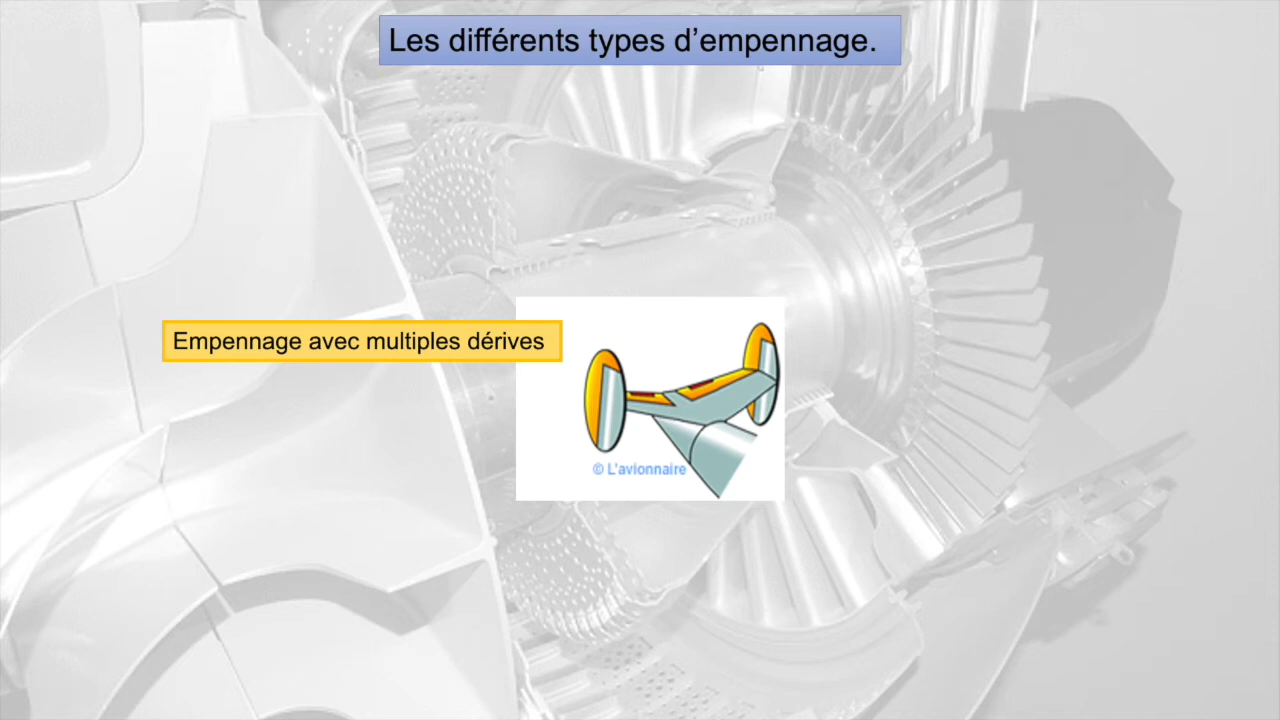 Les différents types d’empennage.
Empennage avec multiples dérives
© L'avionnaire